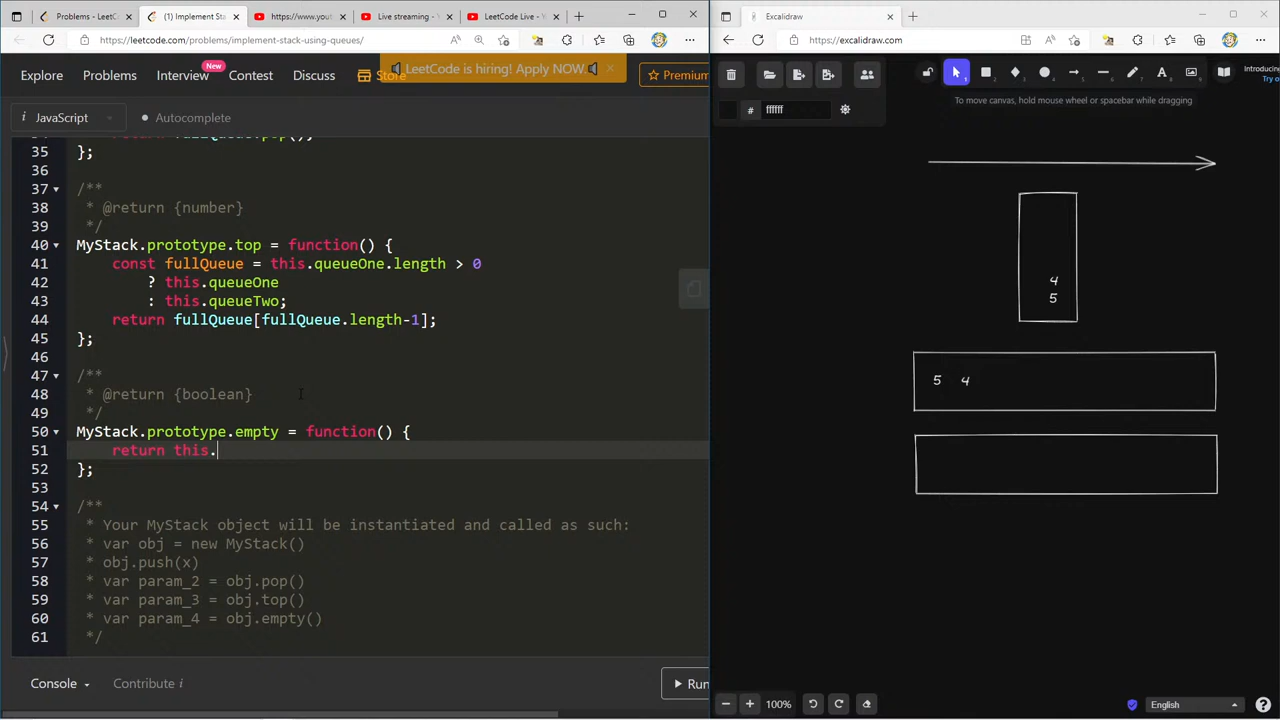 Problems - LeetC
(1) Implement Sta
https://www.yout
Live streaming - Y
LeetCode Live - Y
Excalidraw
https://leetcode.com/problems/implement-stack-using-queues/
https://excalidraw.com
New
LeetCode is hiring! Apply NOW.
Explore
Problems
Interview
Contest
Discuss
Store
Premium
i
JavaScript
Autocomplete
# ffffff
Introducing
Try o
To move canvas, hold mouse wheel or spacebar while dragging
35 };
36
37 /**
38 * @return {number}
39 */
40 MyStack.prototype.top = function() {
41 const fullQueue = this.queueOne.length > 0
42 ? this.queueOne
43 : this.queueTwo;
44 return fullQueue[fullQueue.length-1];
45 };
46
47 /**
48 * @return {boolean}
49 */
50 MyStack.prototype.empty = function() {
51 return this.
52 };
53
54 /**
55 * Your MyStack object will be instantiated and called as such:
56 * var obj = new MyStack()
57 * obj.push(x)
58 * var param_2 = obj.pop()
59 * var param_3 = obj.top()
60 * var param_4 = obj.empty()
61 */
4
5
5 4
Console
Contribute i
Run
100%
English